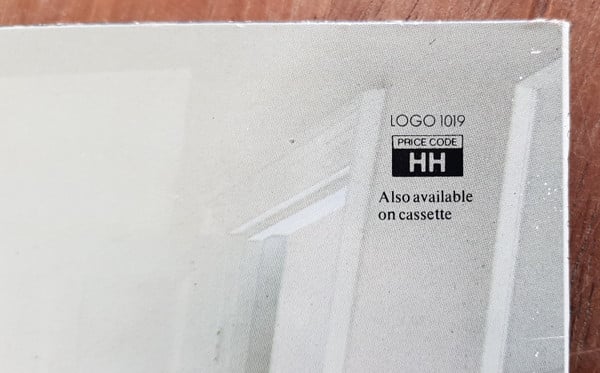 LOGO 1019
PRICE CODE
HH
Also available
on cassette